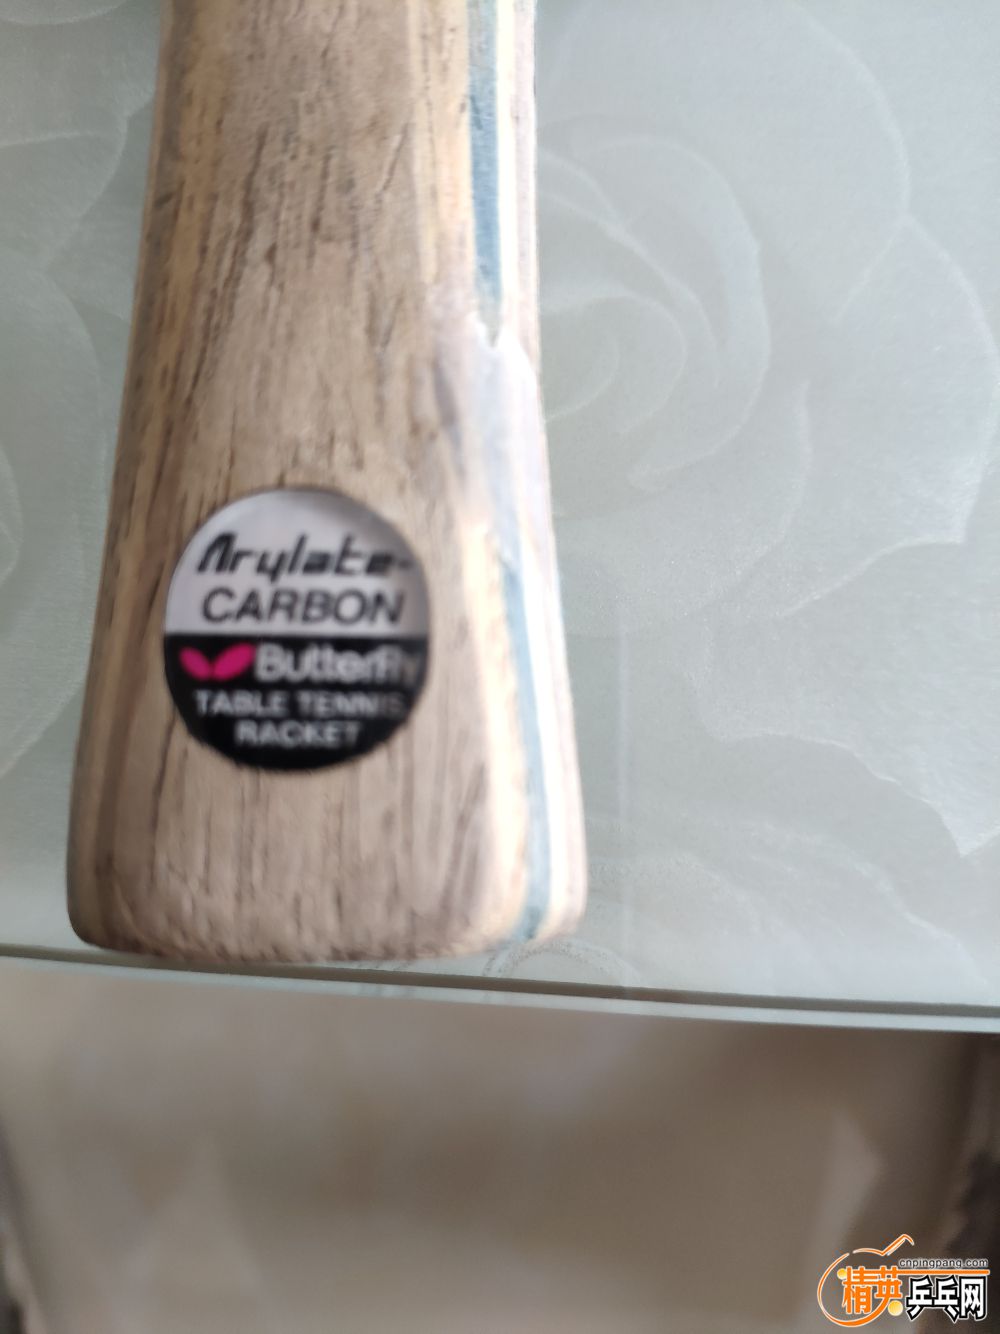 Arylate-
CARBON
Butterfly
TABLE TENNIS
RACKET
cnpingpang.com
精英乒乓网